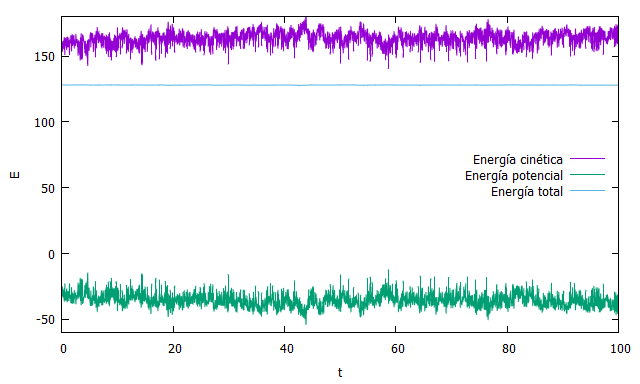 150
100
50
0
-50
E
Energía cinética
Energía potencial
Energía total
0 20 40 60 80 100
t